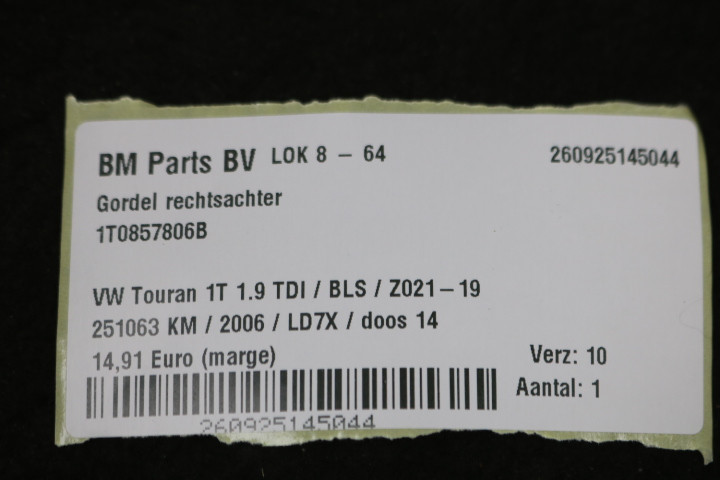 BM Parts BV LOK 8 - 64 260925145044
Gordel rechtsachter
1T0857806B
VW Touran 1T 1.9 TDI / BLS / Z021-19
251063 KM / 2006 / LD7X / doos 14
14,91 Euro (marge) Verz: 10
Aantal: 1
260925145044